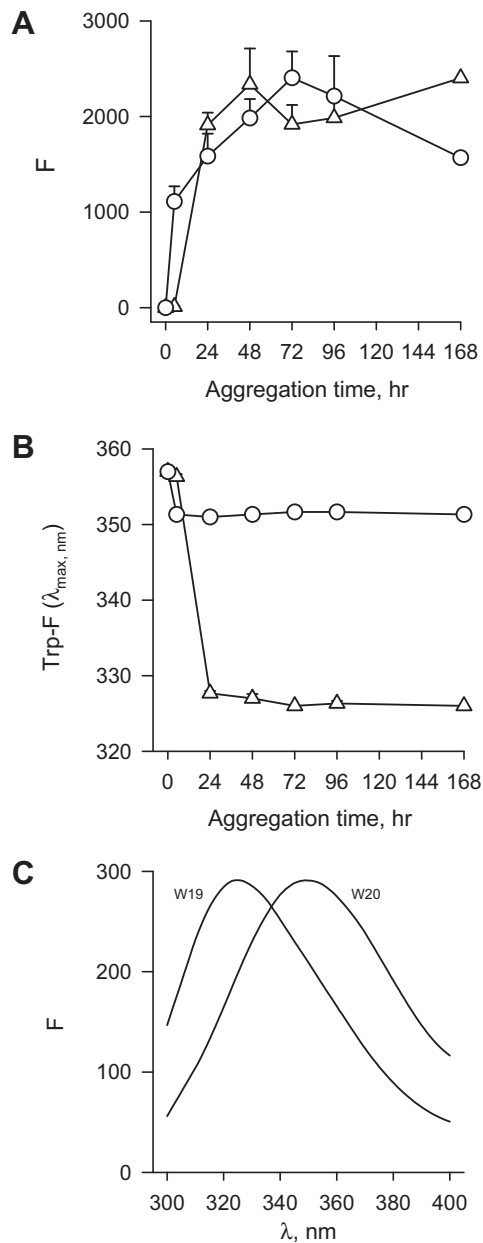 A
3000
2000
1000
0
F
0 24 48 72 96 120 144 168
Aggregation time, hr
B
360
350
340
330
320
Trp-F (λmax, nm)
0 24 48 72 96 120 144 168
Aggregation time, hr
C
300
200
100
0
F
W19
W20
300 320 340 360 380 400
λ, nm